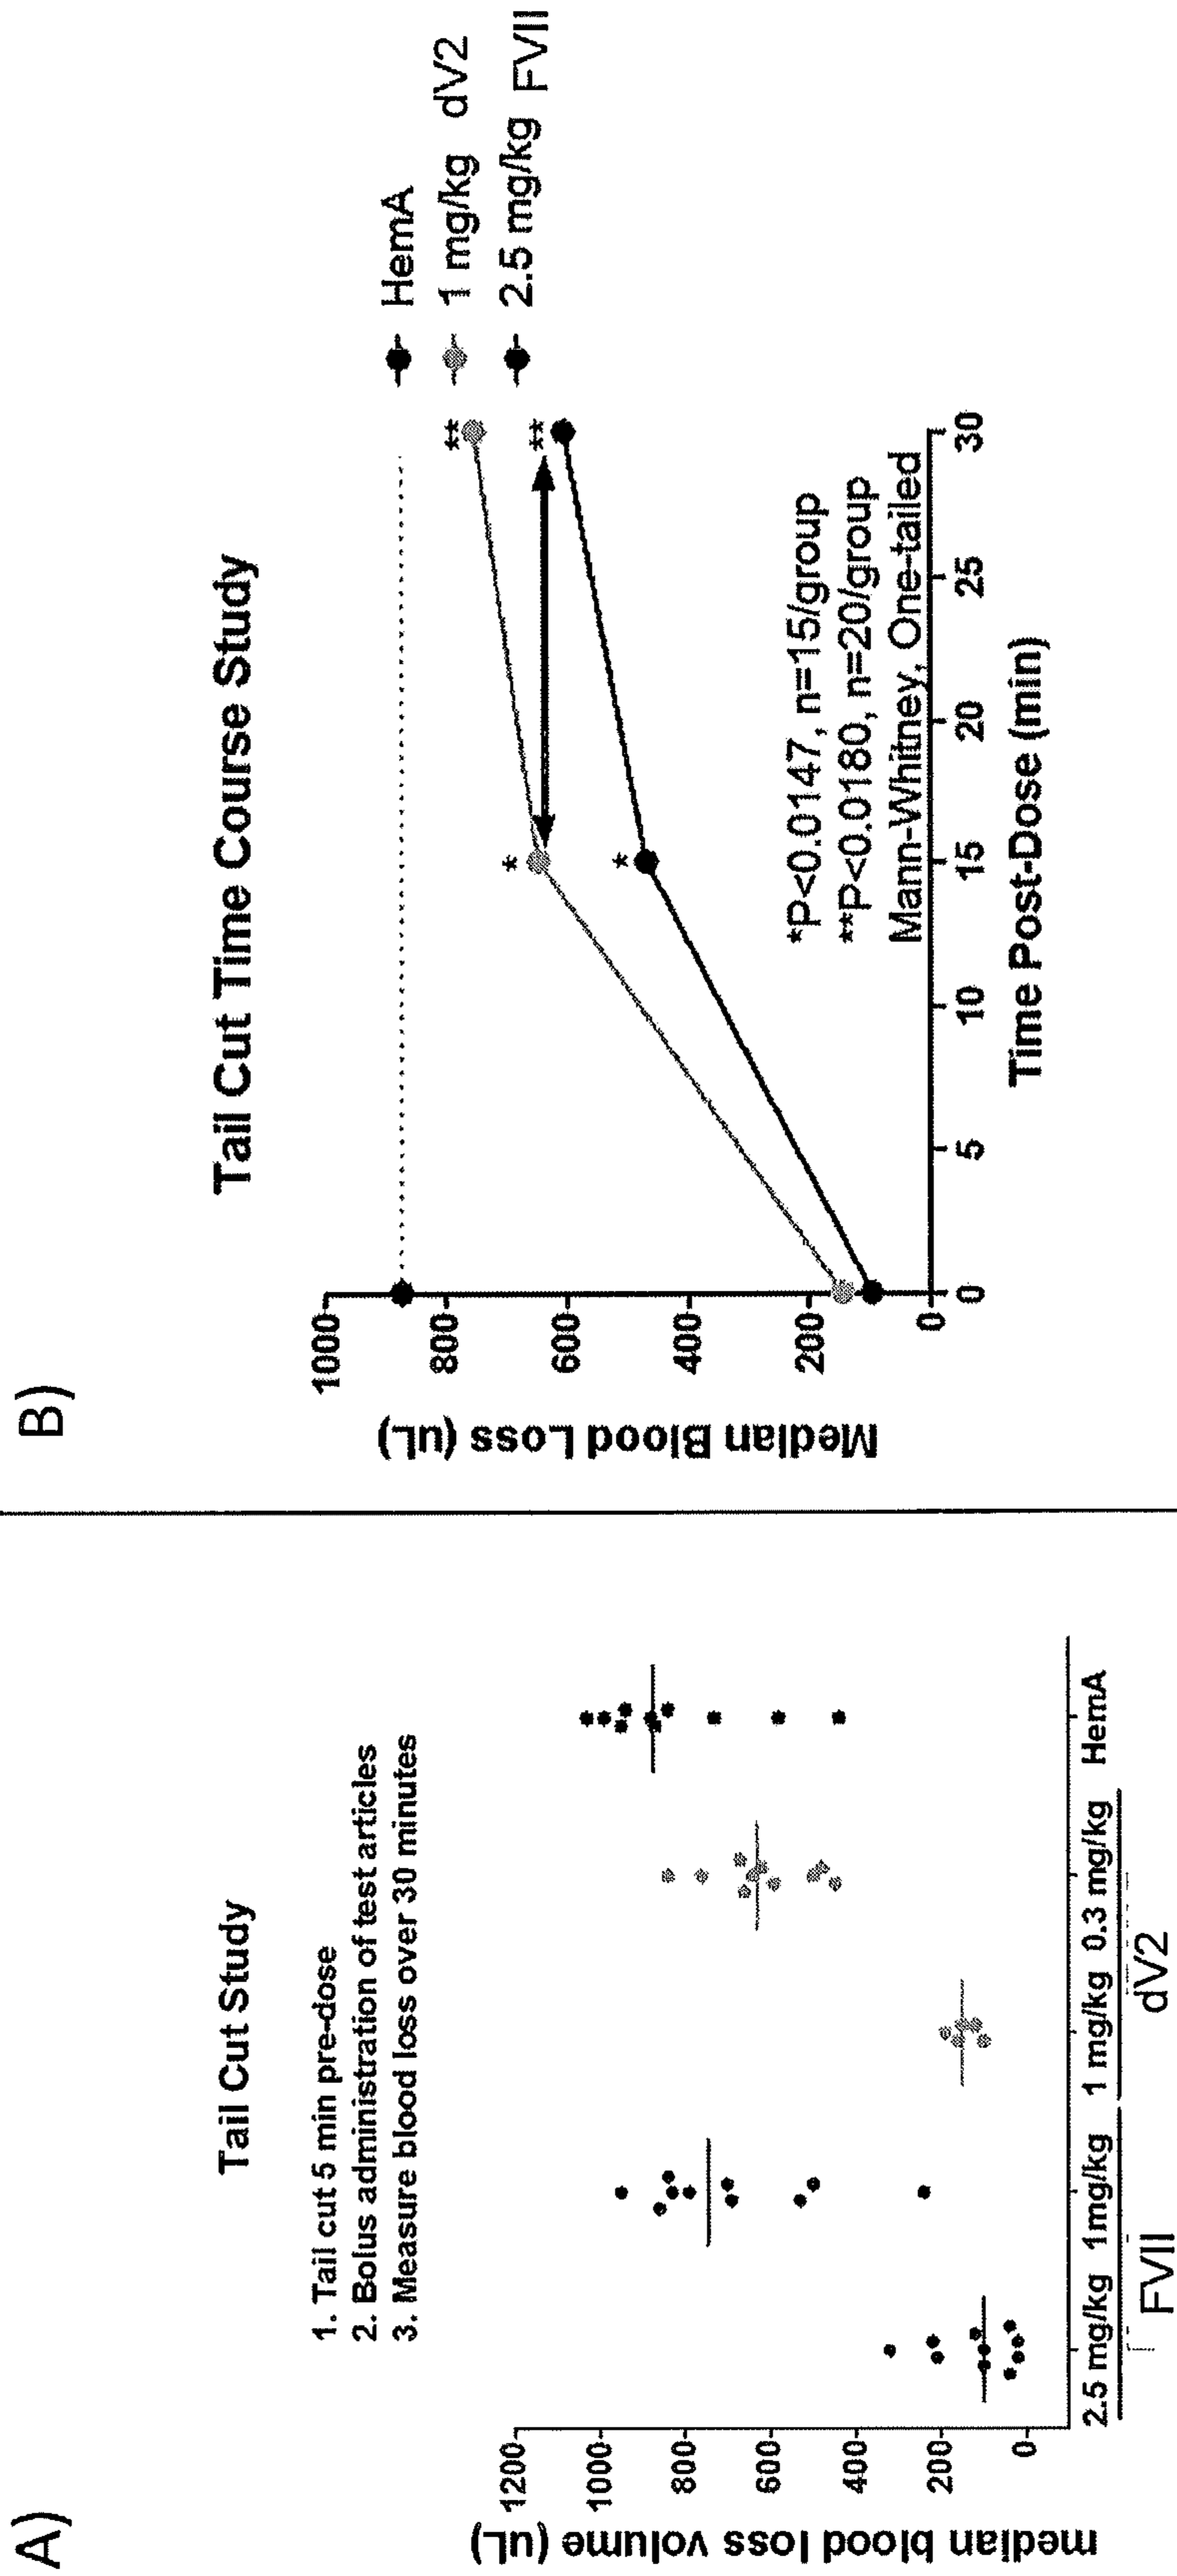 A)
Tail Cut Study
1. Tail cut 5 min pre-dose
2. Bolus administration of test articles
3. Measure blood loss over 30 minutes
median blood loss volume (uL)
1200
1000
800
600
400
200
0
2.5 mg/kg 1mg/kg 1 mg/kg 0.3 mg/kg HemA
FVII dV2
B)
Tail Cut Time Course Study
Median Blood Loss (uL)
1000
800
600
400
200
0
HemA
1 mg/kg dV2
2.5 mg/kg FVII
** 
**
*
*
*P<0.0147, n=15/group
**P<0.0180, n=20/group
Mann-Whitney, One-tailed
0 5 10 15 20 25 30
Time Post-Dose (min)